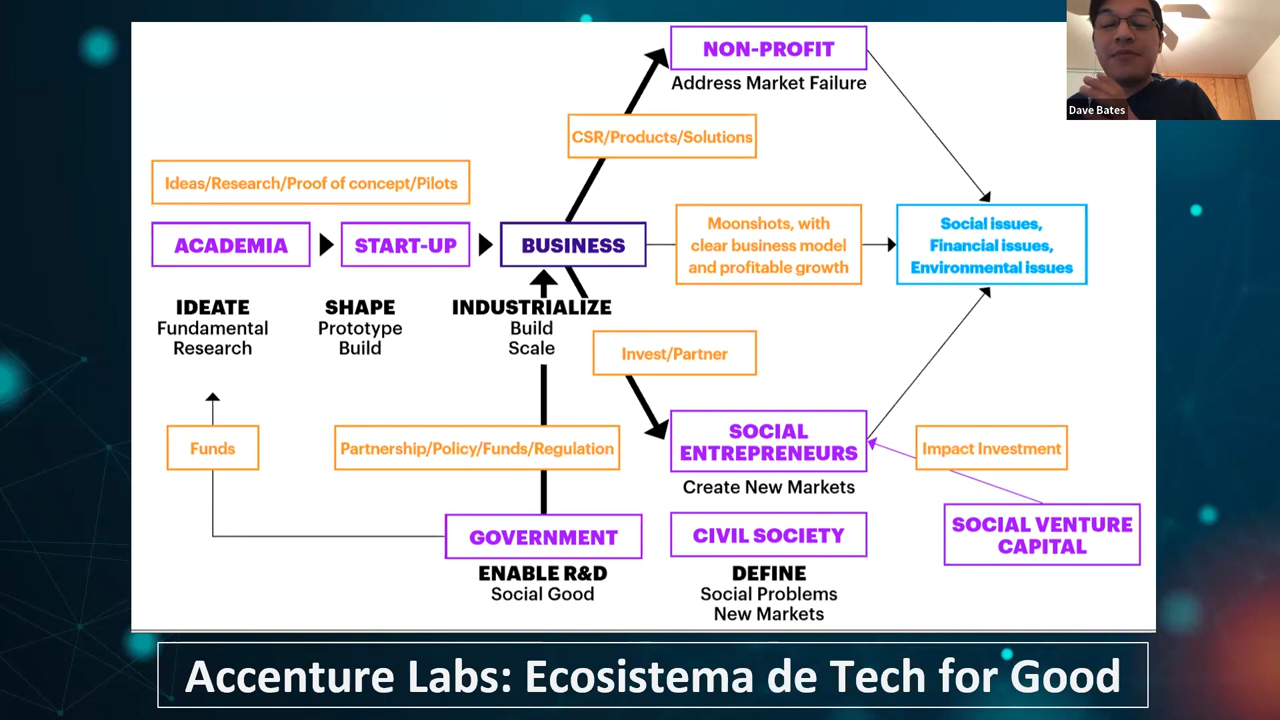 NON-PROFIT
Address Market Failure
Dave Bates
CSR/Products/Solutions
Ideas/Research/Proof of concept/Pilots
ACADEMIA
START-UP
BUSINESS
Moonshots, with
clear business model
and profitable growth
Social issues,
Financial issues,
Environmental issues
IDEATE
Fundamental
Research
SHAPE
Prototype
Build
INDUSTRIALIZE
Build
Scale
Invest/Partner
Funds
Partnership/Policy/Funds/Regulation
SOCIAL
ENTREPRENEURS
Create New Markets
Impact Investment
GOVERNMENT
ENABLE R&D
Social Good
CIVIL SOCIETY
DEFINE
Social Problems
New Markets
SOCIAL VENTURE
CAPITAL
Accenture Labs: Ecosistema de Tech for Good